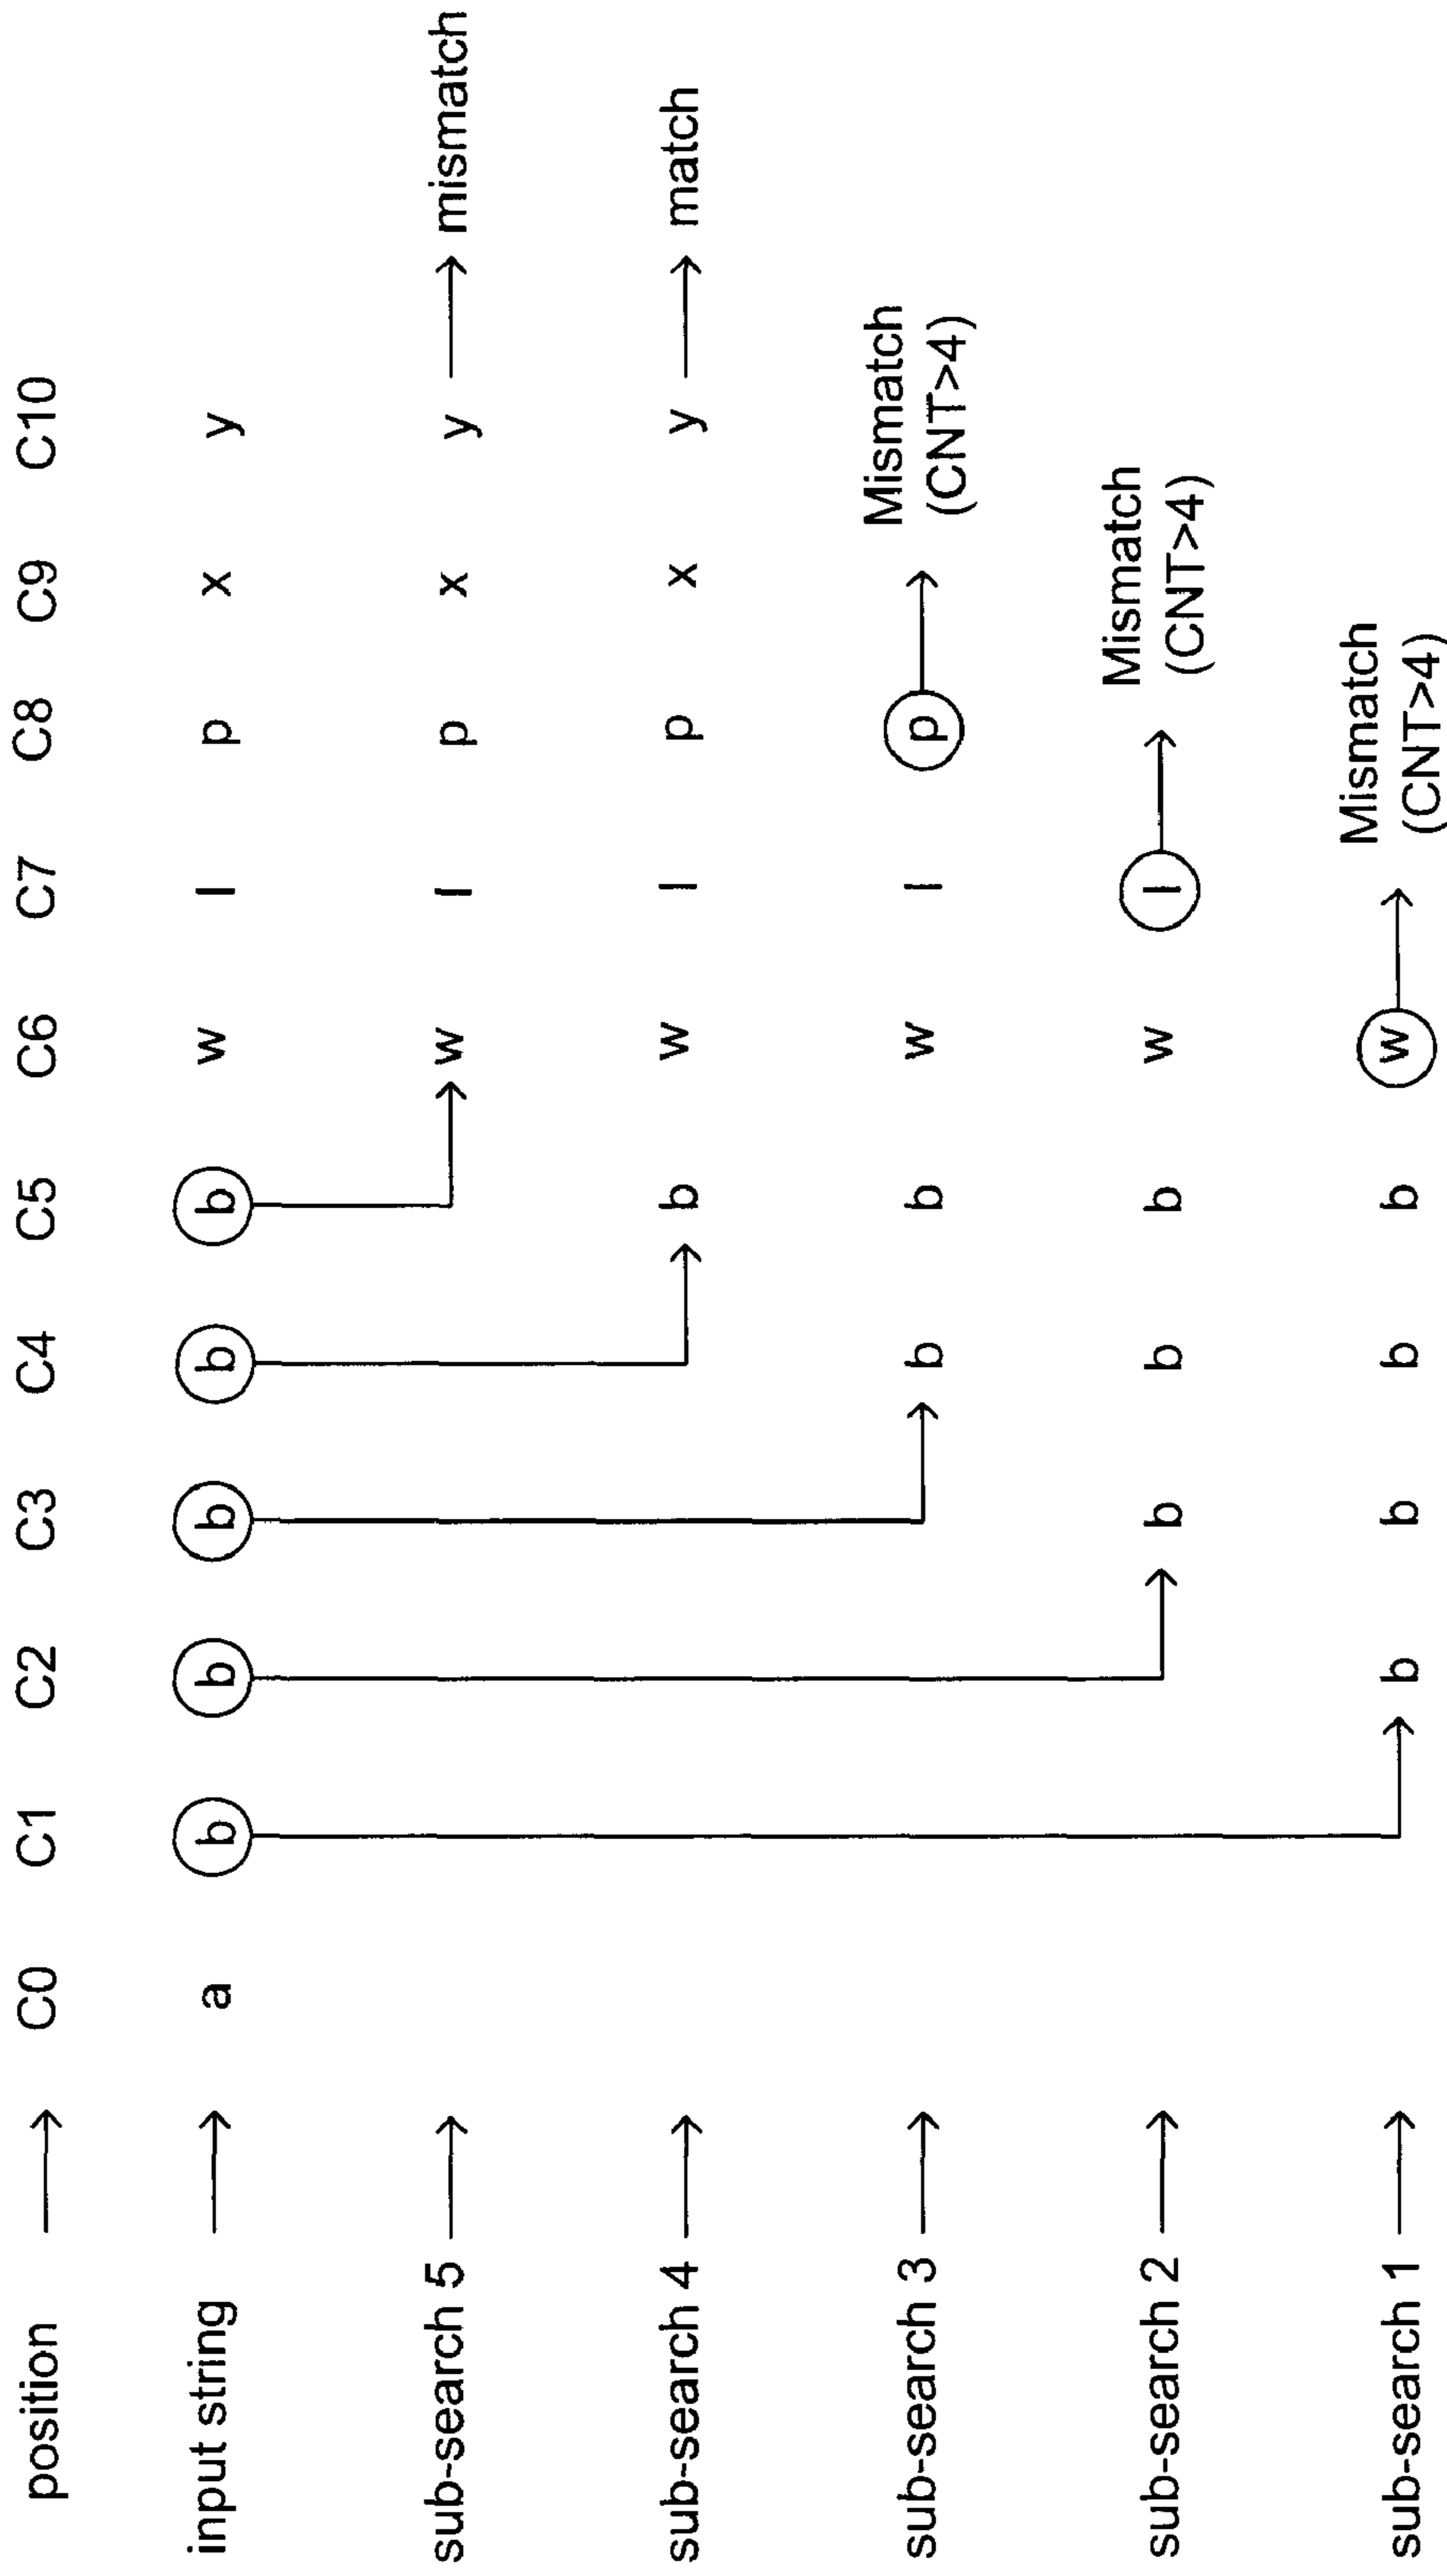 position C0 C1 C2 C3 C4 C5 C6 C7 C8 C9 C10
input string a b b b b b w l p x y
sub-search 5 w l p x y mismatch
sub-search 4 b w l p x y match
sub-search 3 b b w l p Mismatch
(CNT>4)
sub-search 2 b b b w l Mismatch
(CNT>4)
sub-search 1 b b b b w Mismatch
(CNT>4)